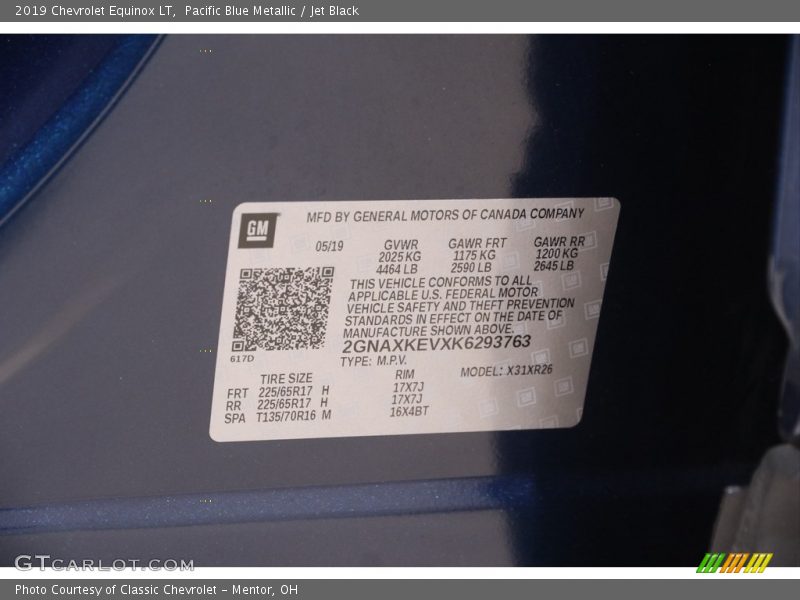 2019 Chevrolet Equinox LT, Pacific Blue Metallic / Jet Black
GM
MFD BY GENERAL MOTORS OF CANADA COMPANY
05/19 GVWR GAWR FRT GAWR RR
2025 KG 1175 KG 1200 KG
4464 LB 2590 LB 2645 LB
THIS VEHICLE CONFORMS TO ALL
APPLICABLE U.S. FEDERAL MOTOR
VEHICLE SAFETY AND THEFT PREVENTION
STANDARDS IN EFFECT ON THE DATE OF
MANUFACTURE SHOWN ABOVE.
617D
2GNAXKEVXK6293763
TYPE: M.P.V.
TIRE SIZE RIM MODEL: X31XR26
FRT 225/65R17 H 17X7J
RR 225/65R17 H 17X7J
SPA T135/70R16 M 16X4BT
GTCARLOT.COM
Photo Courtesy of Classic Chevrolet - Mentor, OH